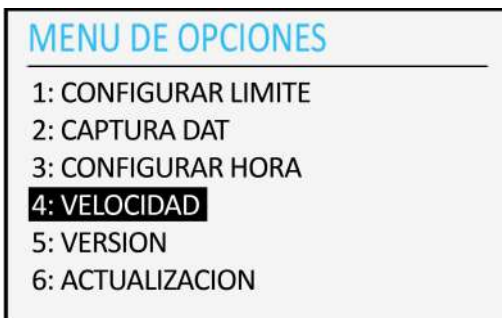 MENU DE OPCIONES
1: CONFIGURAR LIMITE
2: CAPTURA DAT
3: CONFIGURAR HORA
4: VELOCIDAD
5: VERSION
6: ACTUALIZACION